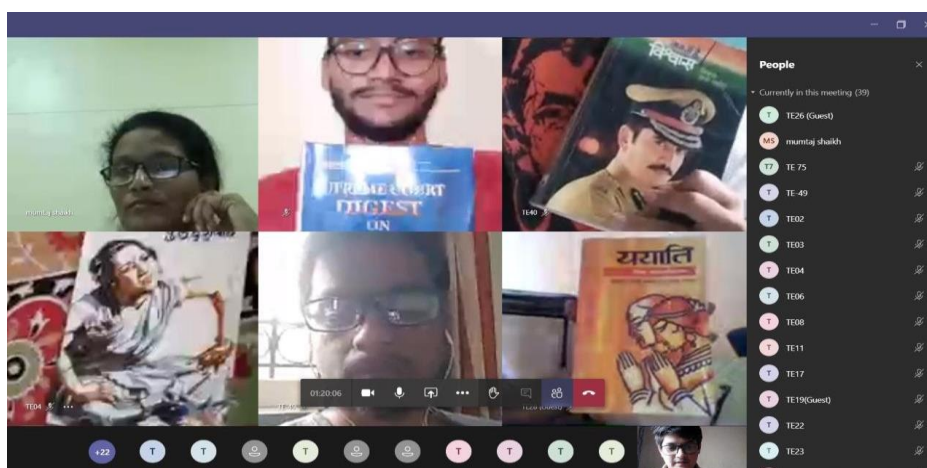 People
Currently in this meeting (39)
T TE26 (Guest)
MS mumtaj shaikh
T7 TE 75
T TE-49
T TE02
T TE03
T TE04
T TE06
T TE08
T TE11
T TE17
T TE19(Guest)
T TE22
T TE23
mumtaj shaikh
SUPREME COURT
DIGEST
ON
विश्वास
TE40
TE04
ययाति
01:20:06
+22 T T T T T T T